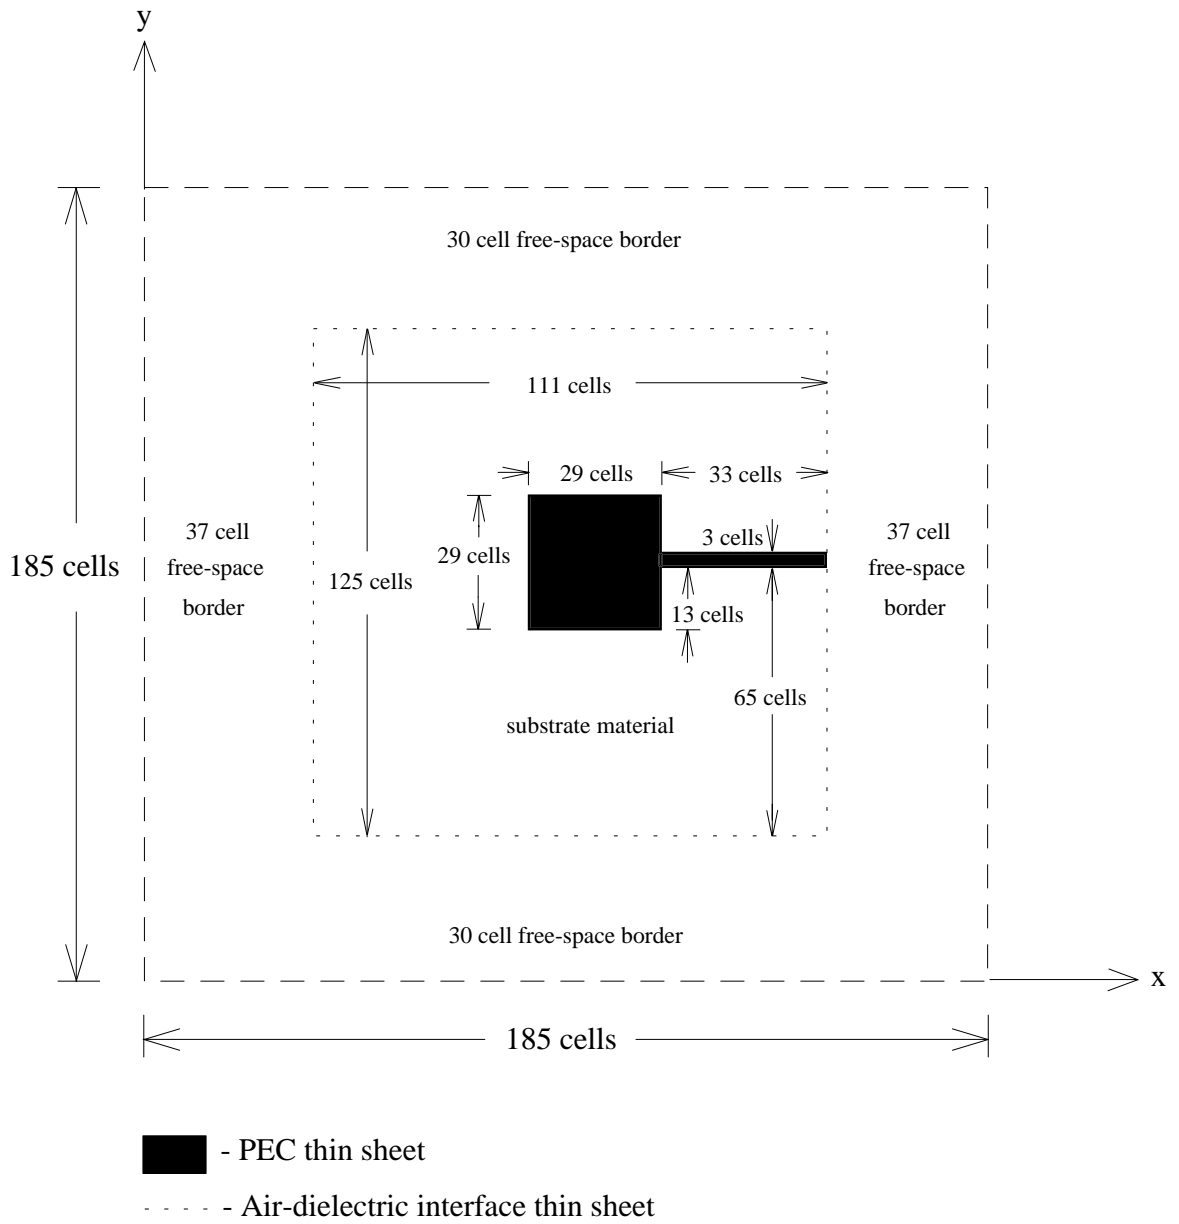 y
30 cell free-space border
111 cells
29 cells
33 cells
37 cell
free-space
border
3 cells
37 cell
free-space
border
29 cells
185 cells
125 cells
13 cells
65 cells
substrate material
30 cell free-space border
x
185 cells
- PEC thin sheet
- - - - - - Air-dielectric interface thin sheet